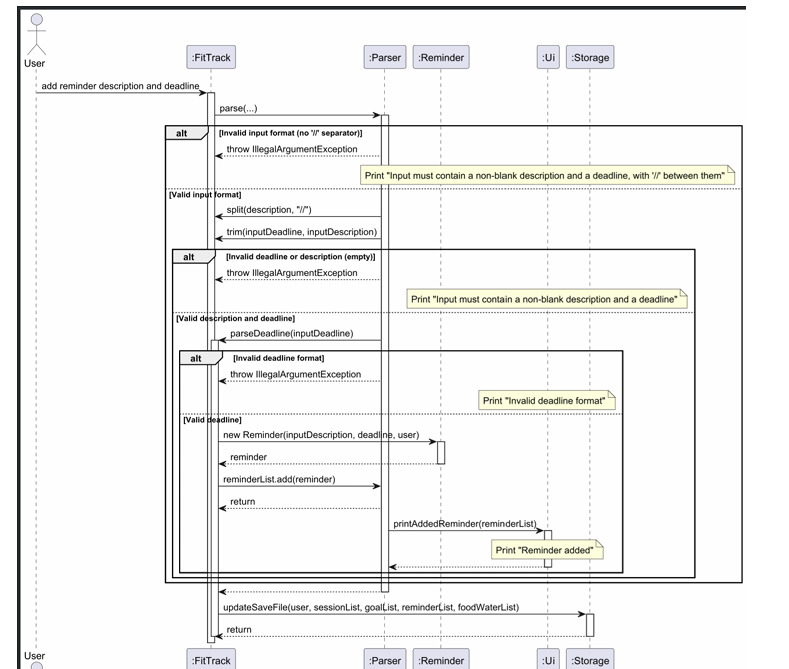 User
:FitTrack
:Parser
:Reminder
:Ui
:Storage
add reminder description and deadline
parse(...)
alt
[Invalid input format (no '//' separator)]
throw IllegalArgumentException
Print "Input must contain a non-blank description and a deadline, with '//' between them"
[Valid input format]
split(description, "//")
trim(inputDeadline, inputDescription)
alt
[Invalid deadline or description (empty)]
throw IllegalArgumentException
Print "Input must contain a non-blank description and a deadline"
[Valid description and deadline]
parseDeadline(inputDeadline)
alt
[Invalid deadline format]
throw IllegalArgumentException
Print "Invalid deadline format"
[Valid deadline]
new Reminder(inputDescription, deadline, user)
reminder
reminderList.add(reminder)
return
printAddedReminder(reminderList)
Print "Reminder added"
updateSaveFile(user, sessionList, goalList, reminderList, foodWaterList)
return
User
:FitTrack
:Parser
:Reminder
:Ui
:Storage